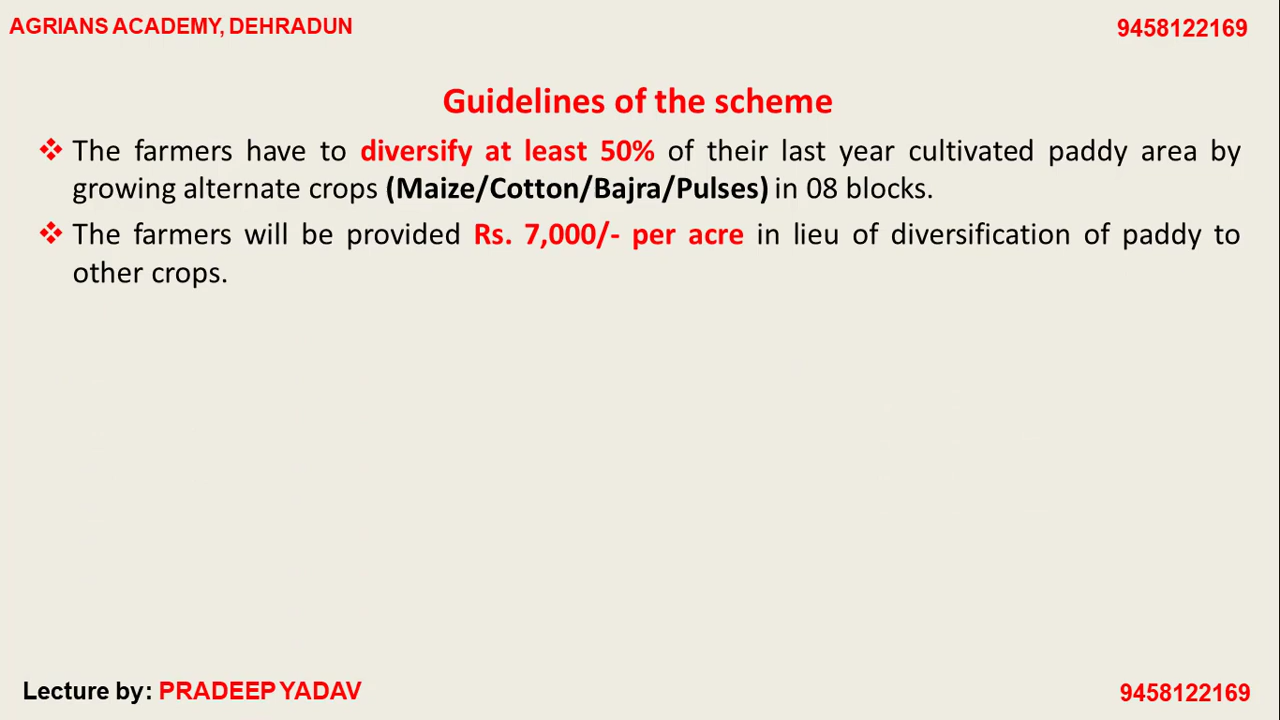 AGRIANS ACADEMY, DEHRADUN
9458122169
Guidelines of the scheme
❖ The farmers have to diversify at least 50% of their last year cultivated paddy area by
growing alternate crops (Maize/Cotton/Bajra/Pulses) in 08 blocks.
❖ The farmers will be provided Rs. 7,000/- per acre in lieu of diversification of paddy to
other crops.
Lecture by: PRADEEP YADAV
9458122169